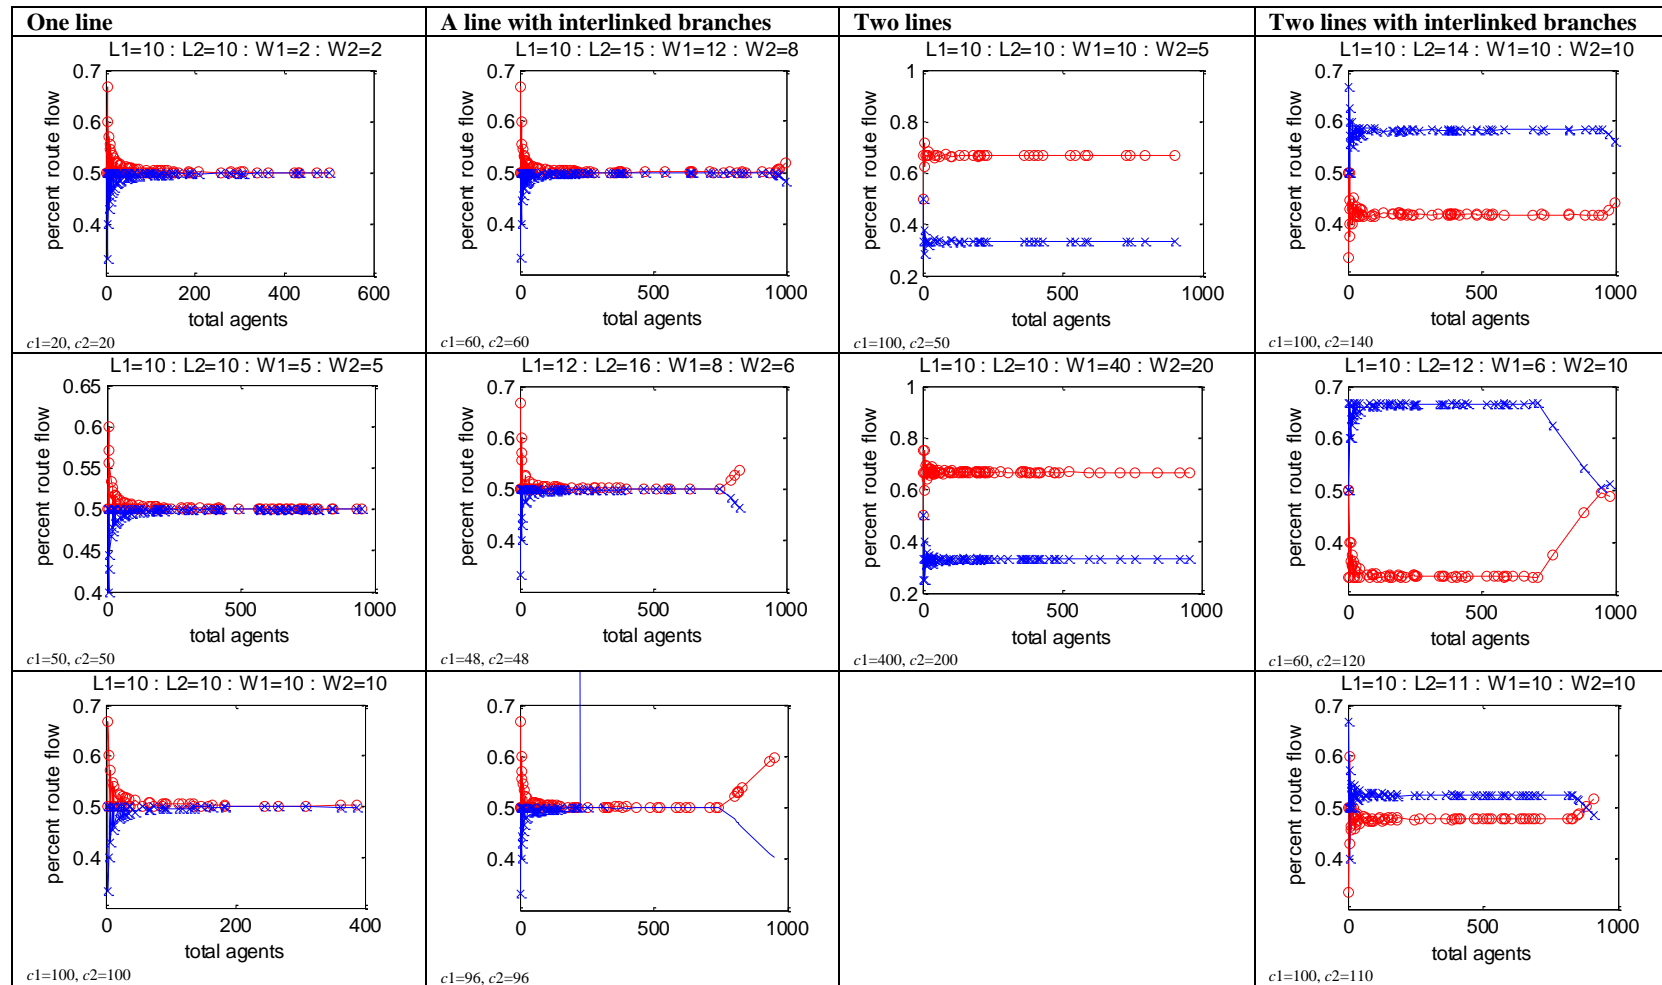 One line
A line with interlinked branches
Two lines
Two lines with interlinked branches
L1=10 : L2=10 : W1=2 : W2=2
0.7
0.6
0.5
0.4
percent route flow
0 200 400 600
total agents
c1=20, c2=20
L1=10 : L2=15 : W1=12 : W2=8
0.7
0.6
0.5
0.4
percent route flow
0 500 1000
total agents
c1=60, c2=60
L1=10 : L2=10 : W1=10 : W2=5
1
0.8
0.6
0.4
0.2
percent route flow
0 500 1000
total agents
c1=100, c2=50
L1=10 : L2=14 : W1=10 : W2=10
0.7
0.6
0.5
0.4
percent route flow
0 500 1000
total agents
c1=100, c2=140
L1=10 : L2=10 : W1=5 : W2=5
0.65
0.6
0.55
0.5
0.45
0.4
percent route flow
0 500 1000
total agents
c1=50, c2=50
L1=12 : L2=16 : W1=8 : W2=6
0.7
0.6
0.5
0.4
percent route flow
0 500 1000
total agents
c1=48, c2=48
L1=10 : L2=10 : W1=40 : W2=20
1
0.8
0.6
0.4
0.2
percent route flow
0 500 1000
total agents
c1=400, c2=200
L1=10 : L2=12 : W1=6 : W2=10
0.7
0.6
0.5
0.4
percent route flow
0 500 1000
total agents
c1=60, c2=120
L1=10 : L2=10 : W1=10 : W2=10
0.7
0.6
0.5
0.4
percent route flow
0 200 400
total agents
c1=100, c2=100
0.7
0.6
0.5
0.4
percent route flow
0 500 1000
c1=96, c2=96
L1=10 : L2=11 : W1=10 : W2=10
0.7
0.6
0.5
0.4
percent route flow
0 500 1000
total agents
c1=100, c2=110